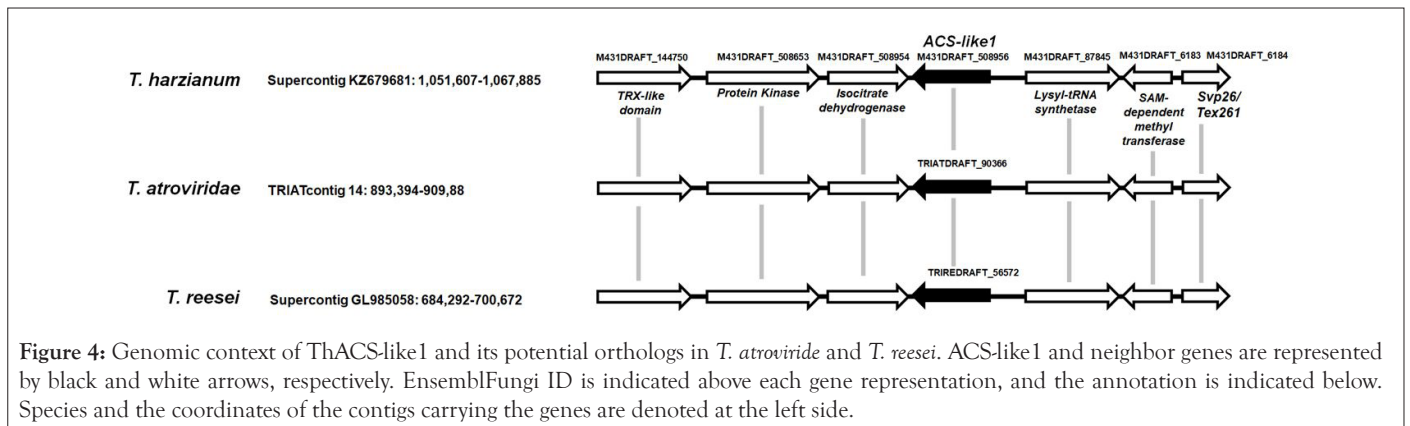 ACS-like1
M431DRAFT_144750 M431DRAFT_508653 M431DRAFT_508954 M431DRAFT_508956 M431DRAFT_87845 M431DRAFT_6183 M431DRAFT_6184
T. harzianum Supercontig KZ679681: 1,051,607-1,067,885
TRX-like domain
Protein Kinase
Isocitrate dehydrogenase
Lysyl-tRNA synthetase
SAM-dependent methyl transferase
Svp26/Tex261
TRIATDRAFT_90366
T. atroviridae TRIATcontig 14: 893,394-909,88
TRIREDRAFT_56572
T. reesei Supercontig GL985058: 684,292-700,672
Figure 4: Genomic context of ThACS-like1 and its potential orthologs in T. atroviride and T. reesei. ACS-like1 and neighbor genes are represented
by black and white arrows, respectively. EnsemblFungi ID is indicated above each gene representation, and the annotation is indicated below.
Species and the coordinates of the contigs carrying the genes are denoted at the left side.